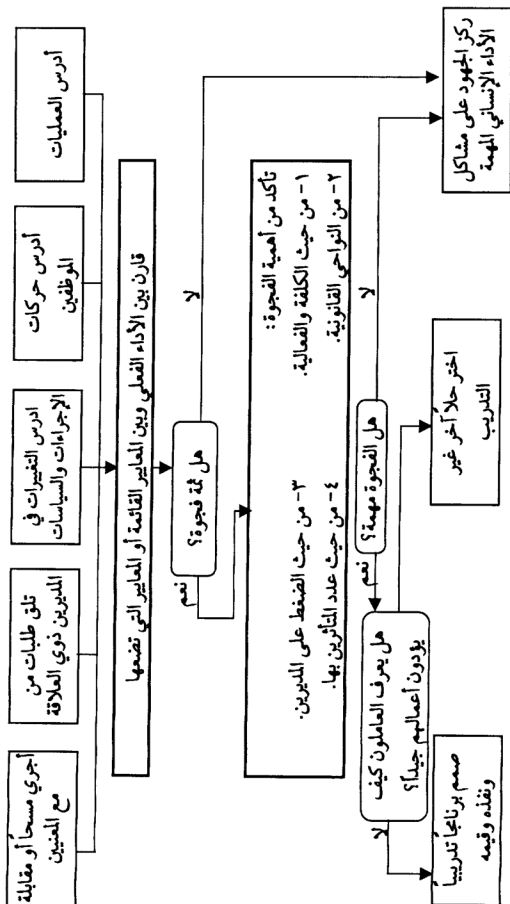 أدرس العمليات
أدرس حركات
الموظفين
ادرس التغييرات في
الإجراءات والسياسات
تلق طلبات من
المديرين ذوي العلاقة
أجري مسحاً أو مقابلة
مع المعنيين
قارن بين الأداء الفعلي وبين المعايير القائمة أو المعايير التي تضعها
هل ثمة فجوة؟
لا
نعم
تأكد من أهمية الفجوة:
١- من حيث الكلفة والفعالية.
٢- من النواحي القانونية.
٣- من حيث الضغط على المديرين.
٤- من حيث عدد المتأثرين بها.
هل الفجوة مهمة؟
لا
نعم
ركز الجهود على مشاكل
الأداء الإنساني المهمة
هل يعرف العاملون كيف
يؤدون أعمالهم جيداً؟
لا
اختر حلاً آخر غير
التدريب
صمم برنامجاً تدريبياً
ونفذه وقيمه